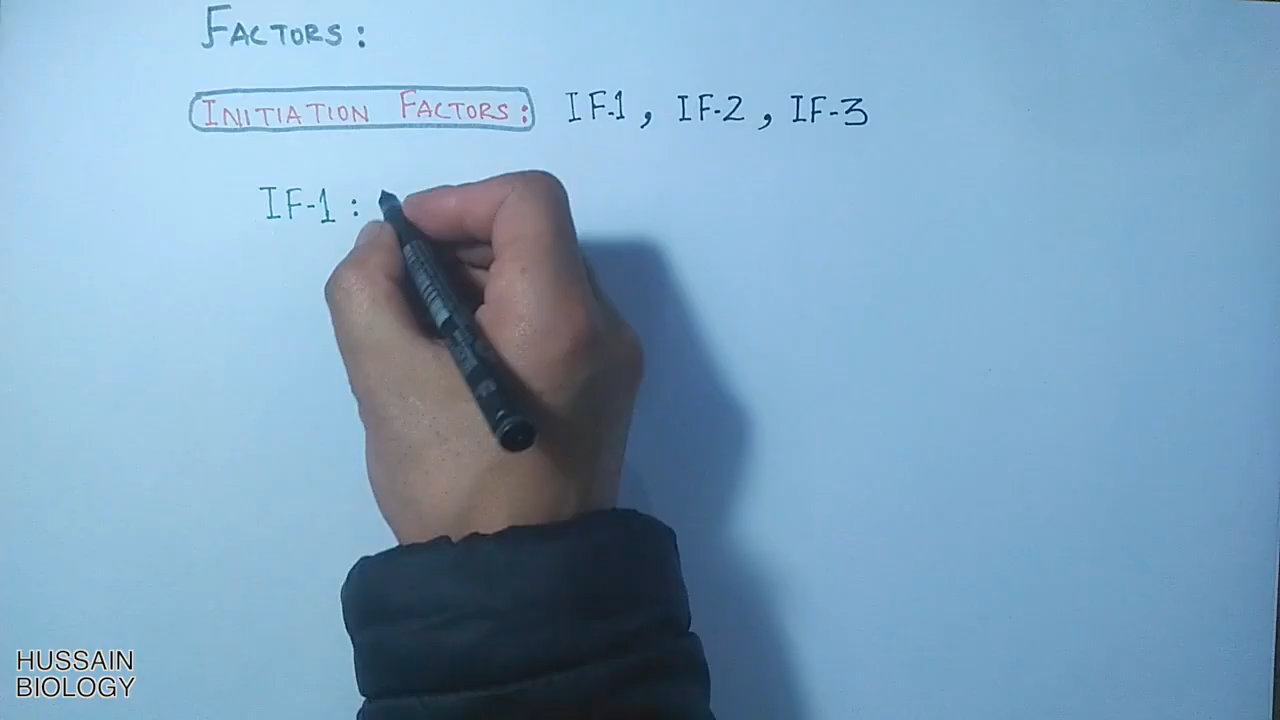 FACTORS:
INITIATION FACTORS: IF-1, IF-2, IF-3
IF-1:
HUSSAIN
BIOLOGY